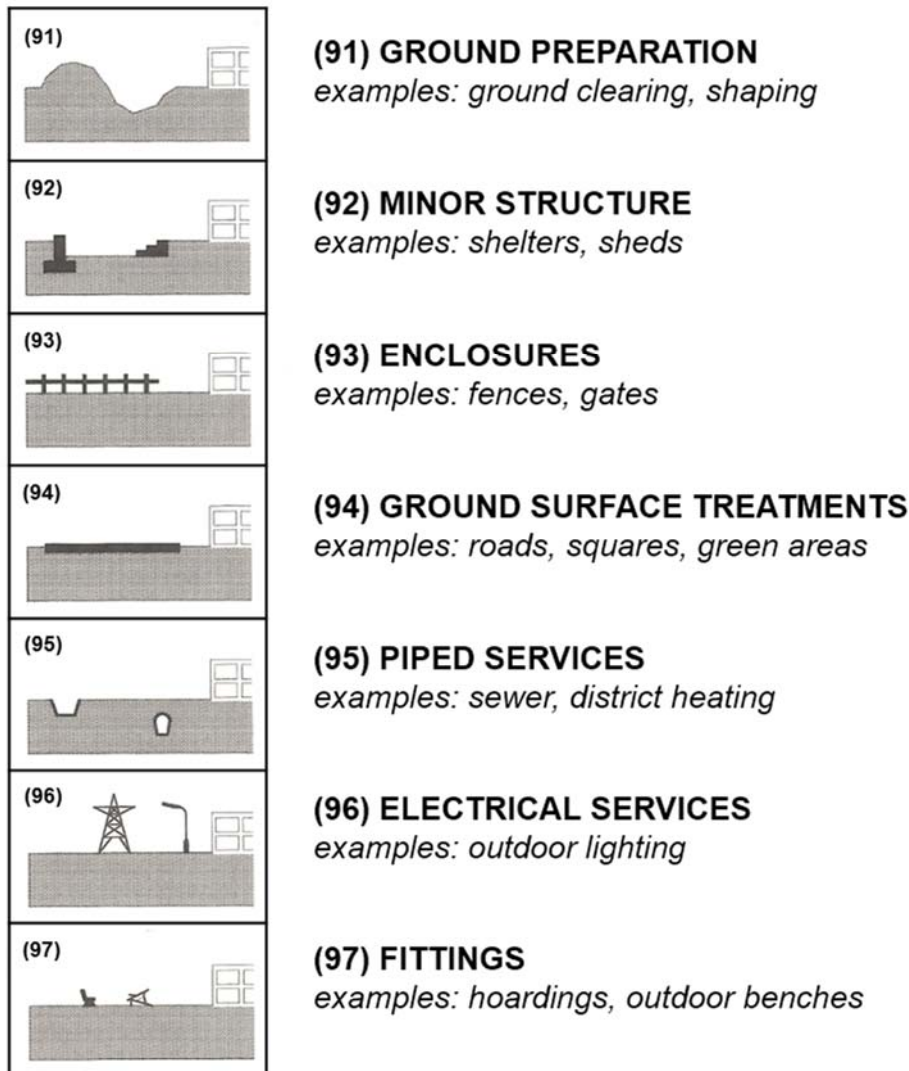 (91)
(91) GROUND PREPARATION
examples: ground clearing, shaping
(92)
(92) MINOR STRUCTURE
examples: shelters, sheds
(93)
(93) ENCLOSURES
examples: fences, gates
(94)
(94) GROUND SURFACE TREATMENTS
examples: roads, squares, green areas
(95)
(95) PIPED SERVICES
examples: sewer, district heating
(96)
(96) ELECTRICAL SERVICES
examples: outdoor lighting
(97)
(97) FITTINGS
examples: hoardings, outdoor benches